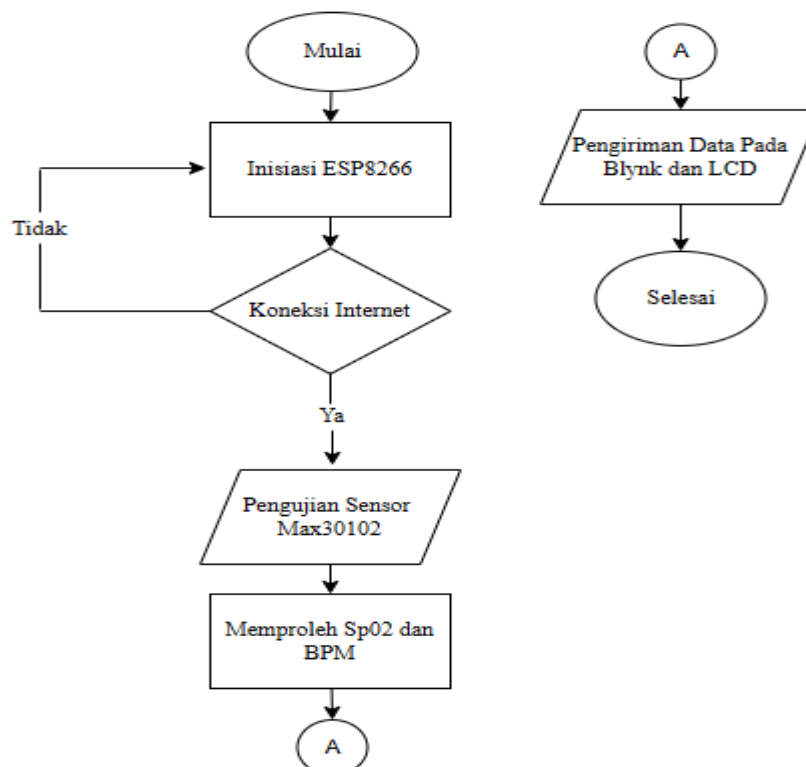 Mulai
Inisiasi ESP8266
Tidak
Koneksi Internet
Ya
Pengujian Sensor
Max30102
Memproleh Sp02 dan
BPM
A
A
Pengiriman Data Pada
Blynk dan LCD
Selesai